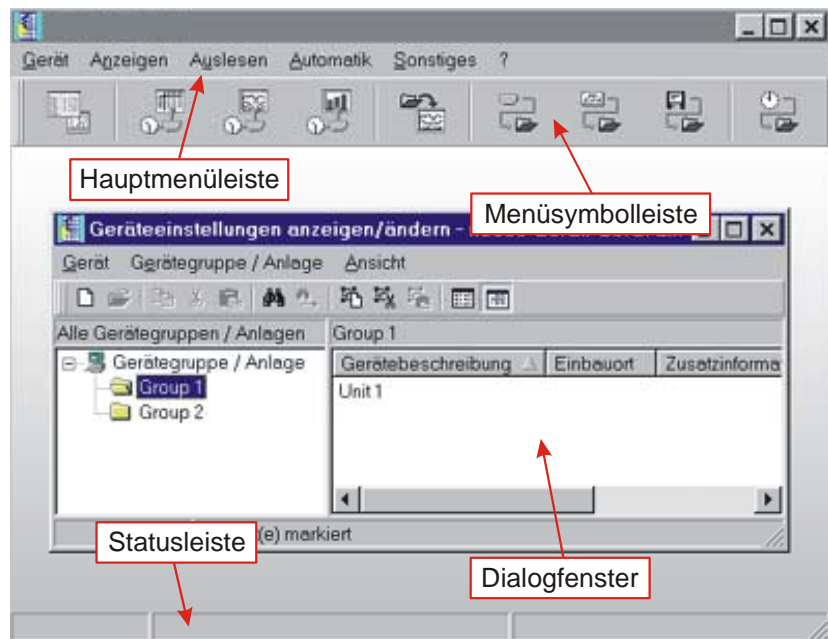 Gerät Anzeigen Auslesen Automatik Sonstiges ?
Hauptmenüleiste
Menüsymbolleiste
Geräteeinstellungen anzeigen/ändern -
Gerät Gerätegruppe / Anlage Ansicht
Alle Gerätegruppen / Anlagen Group 1
Gerätegruppe / Anlage Gerätebeschreibung Einbauort Zusatzinforma
Group 1 Unit 1
Group 2
Statusleiste (e) markiert
Dialogfenster